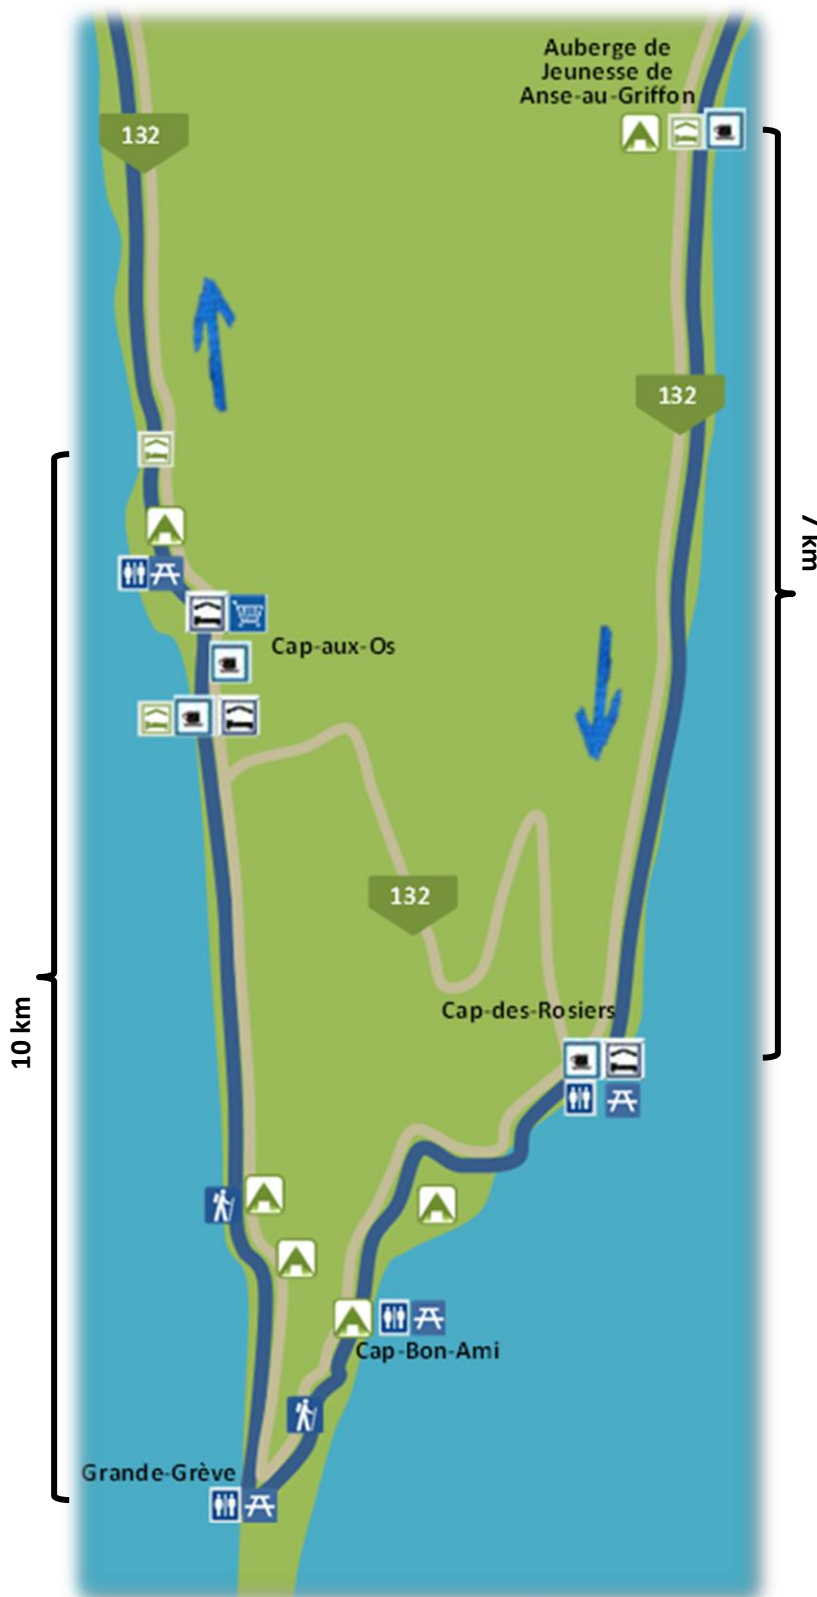 Auberge de
Jeunesse de
Anse-au-Griffon
132
132
7 km
Cap-aux-Os
132
10 km
Cap-des-Rosiers
Cap-Bon-Ami
Grande-Grève